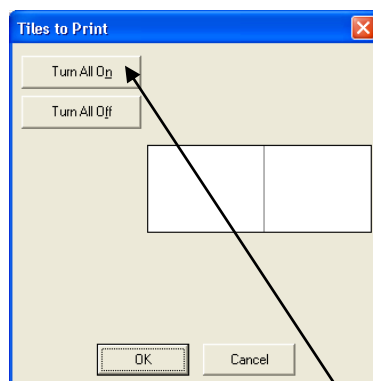 Tiles to Print
Turn All On
Turn All Off
OK
Cancel